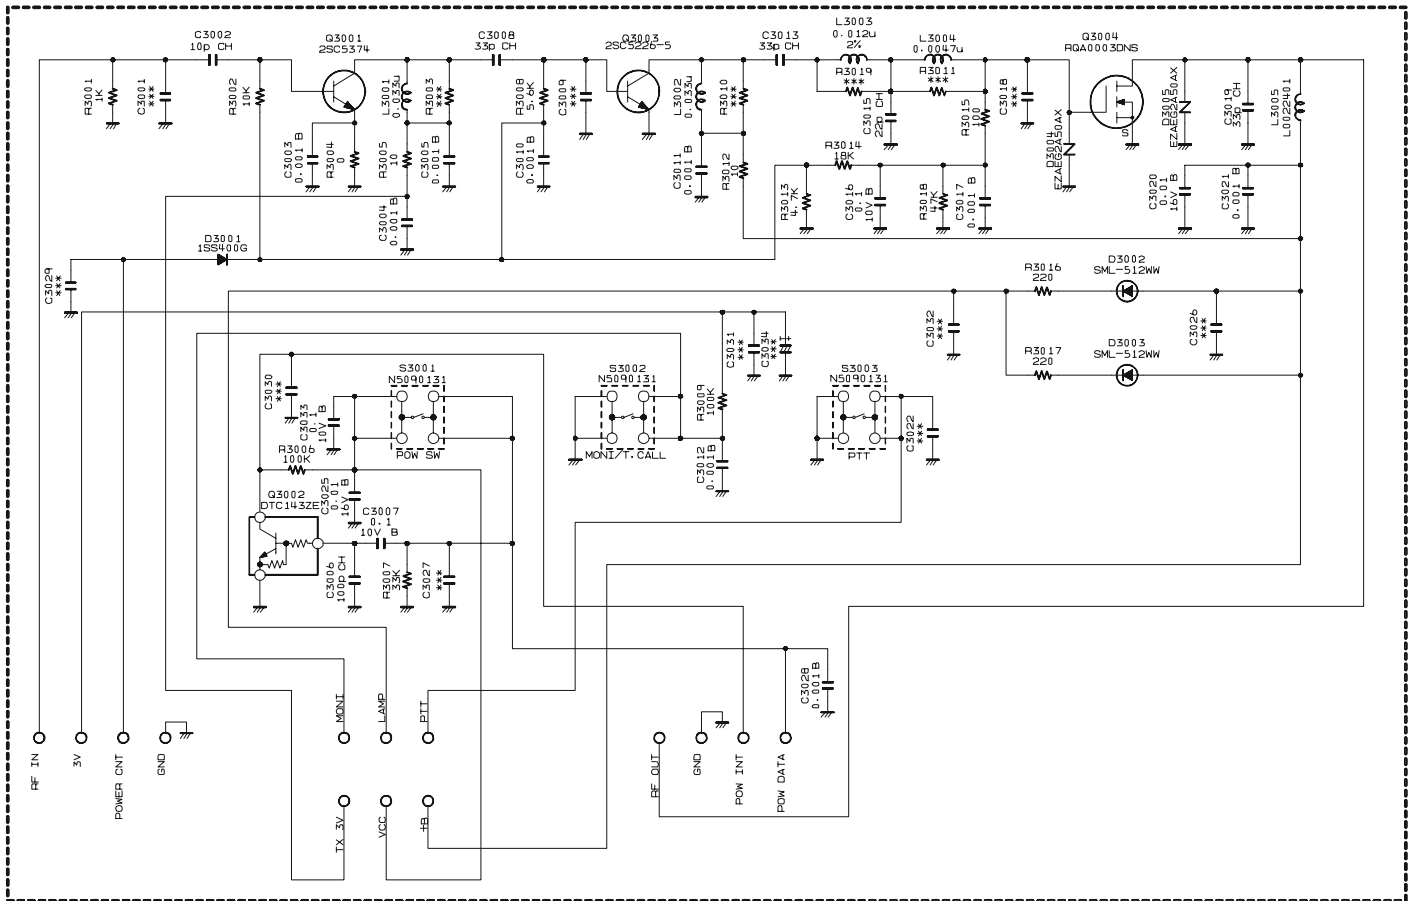 C3002
10p CH
Q3001
2SC5374
C3008
33p CH
Q3003
2SC5226-5
C3013
33p CH
L3003
0.012u
2%
L3004
0.0047u
Q3004
RQA0003DNS
R3001
1K
C3001
***
R3002
10K
L3001
0.033u
R3003
***
R3008
5.6K
C3009
***
L3002
0.033u
R3010
***
R3019
***
C3015
22p CH
R3011
***
R3015
100
C3018
***
D3004
EZAEG2A50AX
S
D3005
EZAEG2A50AX
C3019
33p CH
L3005
L0022401
C3003
0.001 B
R3004
0
R3005
10
C3005
0.001 B
C3010
0.001 B
C3011
0.001 B
R3012
10
R3014
18K
R3013
4.7K
C3016
0.1
10V B
R3018
47K
C3017
0.001 B
C3020
0.01
16V B
C3021
0.001 B
C3004
0.001 B
D3001
1SS400G
C3029
***
R3016
220
D3002
SML-512WW
C3032
***
C3026
***
R3017
220
D3003
SML-512WW
C3031
***
C3034
***
+
C3030
***
C3033
0.1
10V B
S3001
N5090131
POW SW
S3002
N5090131
MONI/T.CALL
R3009
100K
C3012
0.001 B
S3003
N5090131
PTT
C3022
***
R3006
100K
Q3002
DTC143ZE
C3025
0.01
16V B
C3007
0.1
10V B
C3006
100p CH
R3007
33K
C3027
***
C3028
0.001 B
MONI
LAMP
PTT
RF IN
3V
POWER CNT
GND
RF OUT
GND
POW INT
POW DATA
TX 3V
VCC
+B